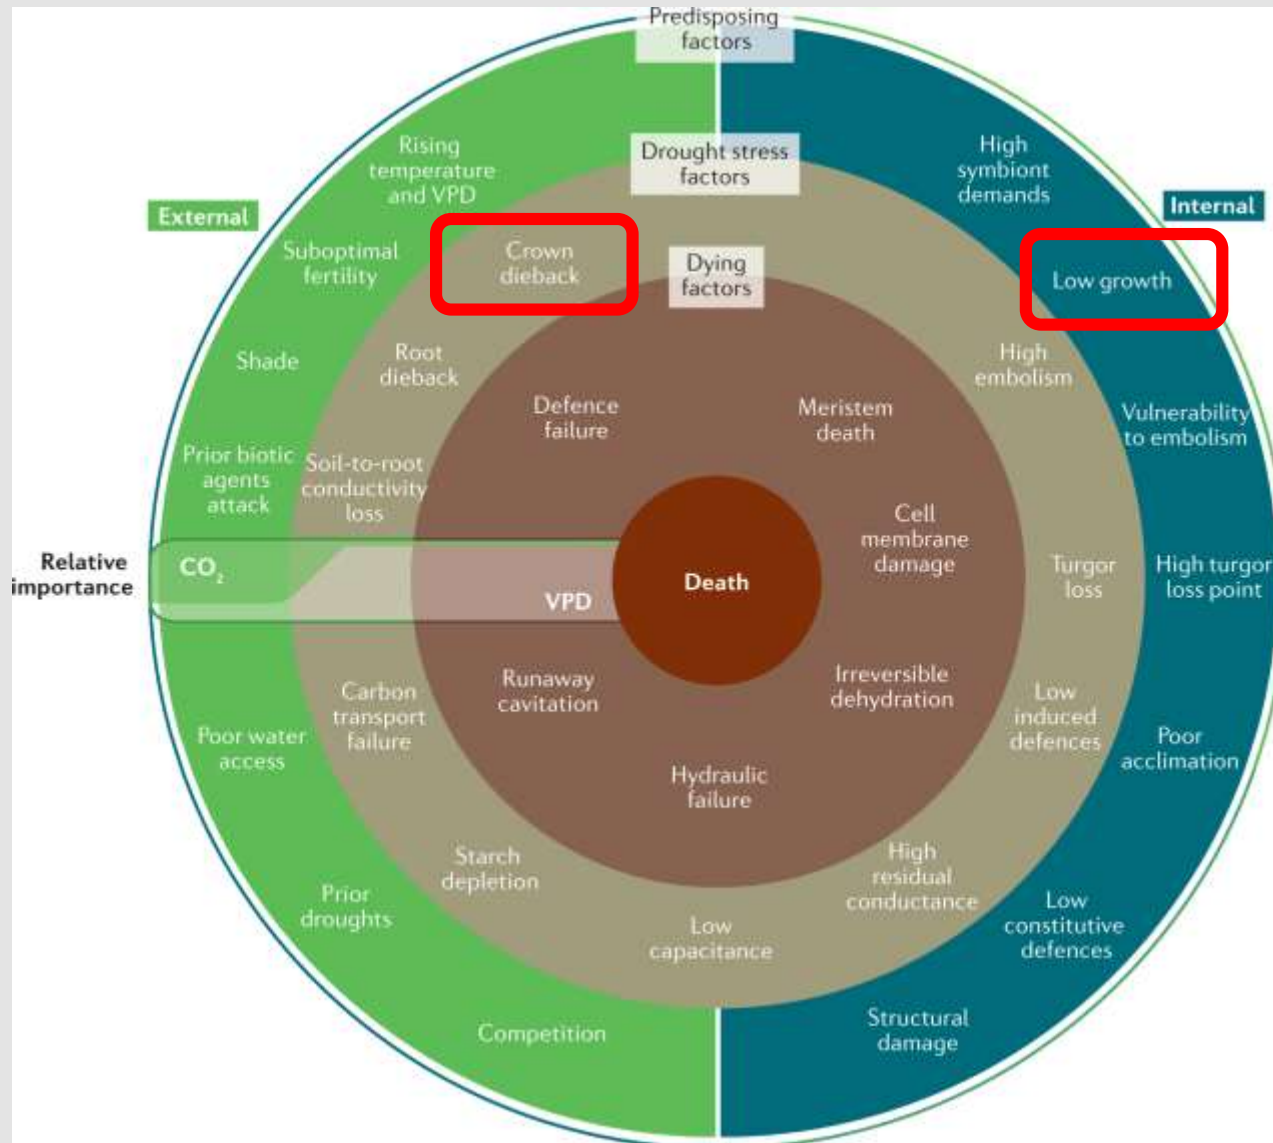 Predisposing
factors
Rising
temperature
and VPD
Drought stress
factors
High
symbiont
demands
External
Internal
Suboptimal
fertility
Crown
dieback
Dying
factors
Low growth
Shade
Root
dieback
High
embolism
Defence
failure
Meristem
death
Vulnerability
to embolism
Prior biotic
agents
attack
Soil-to-root
conductivity
loss
Cell
membrane
damage
Relative
importance
CO₂
VPD
Death
Turgor
loss
High turgor
loss point
Runaway
cavitation
Irreversible
dehydration
Carbon
transport
failure
Low
induced
defences
Poor water
access
Poor
acclimation
Hydraulic
failure
Starch
depletion
High
residual
conductance
Prior
droughts
Low
capacitance
Low
constitutive
defences
Competition
Structural
damage